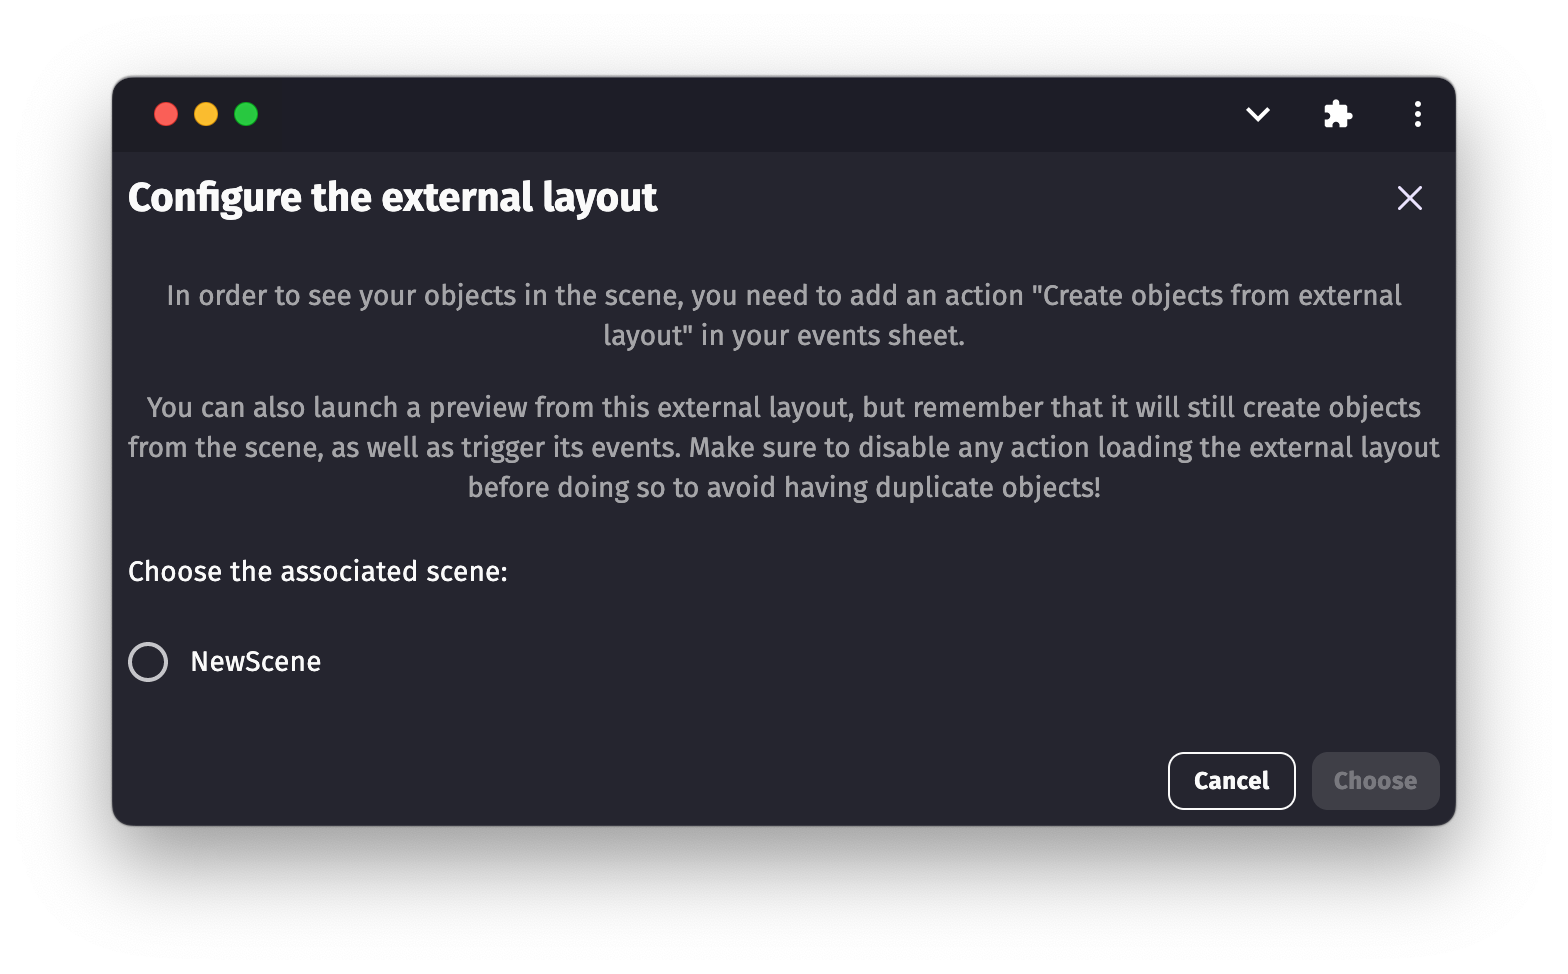 Configure the external layout
In order to see your objects in the scene, you need to add an action "Create objects from external
layout" in your events sheet.
You can also launch a preview from this external layout, but remember that it will still create objects
from the scene, as well as trigger its events. Make sure to disable any action loading the external layout
before doing so to avoid having duplicate objects!
Choose the associated scene:
NewScene
Cancel
Choose